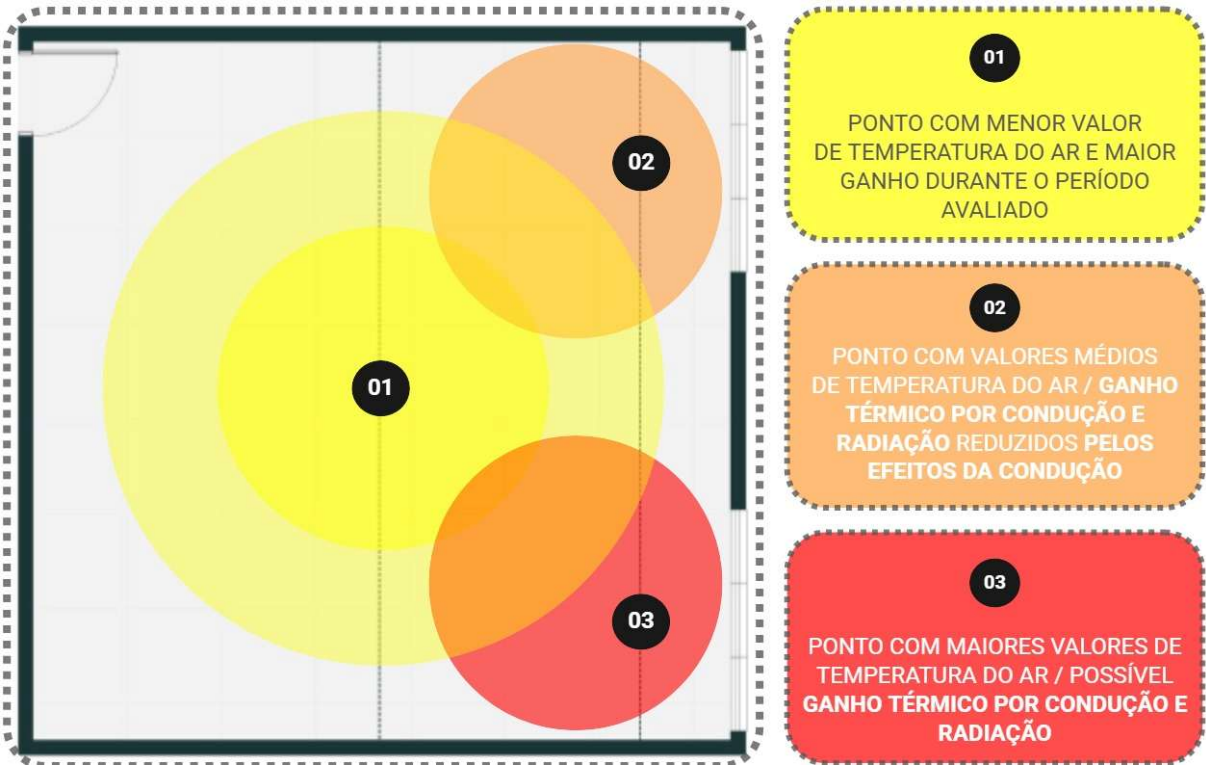 02
01
03
01
PONTO COM MENOR VALOR
DE TEMPERATURA DO AR E MAIOR
GANHO DURANTE O PERÍODO
AVALIADO
02
PONTO COM VALORES MÉDIOS
DE TEMPERATURA DO AR / GANHO
TÉRMICO POR CONDUÇÃO E
RADIAÇÃO REDUZIDOS PELOS
EFEITOS DA CONDUÇÃO
03
PONTO COM MAIORES VALORES DE
TEMPERATURA DO AR / POSSÍVEL
GANHO TÉRMICO POR CONDUÇÃO E
RADIAÇÃO